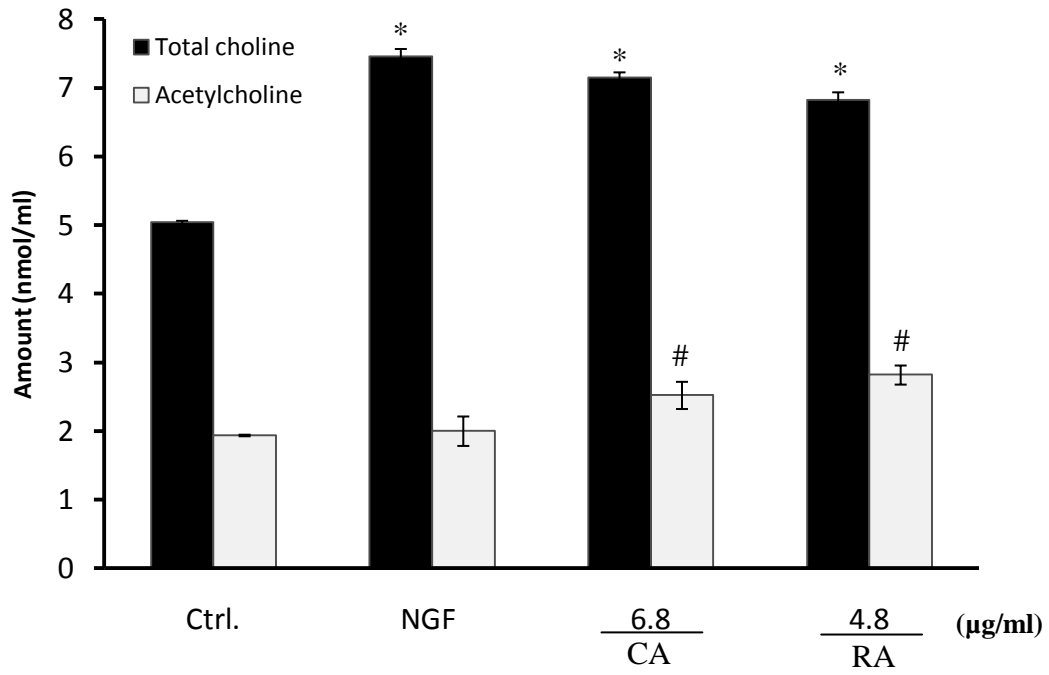 8
7
6
5
4
3
2
1
0
Amount (nmol/ml)
Total choline
Acetylcholine
*
*
*
#
#
Ctrl.
NGF
6.8
4.8
(µg/ml)
CA
RA